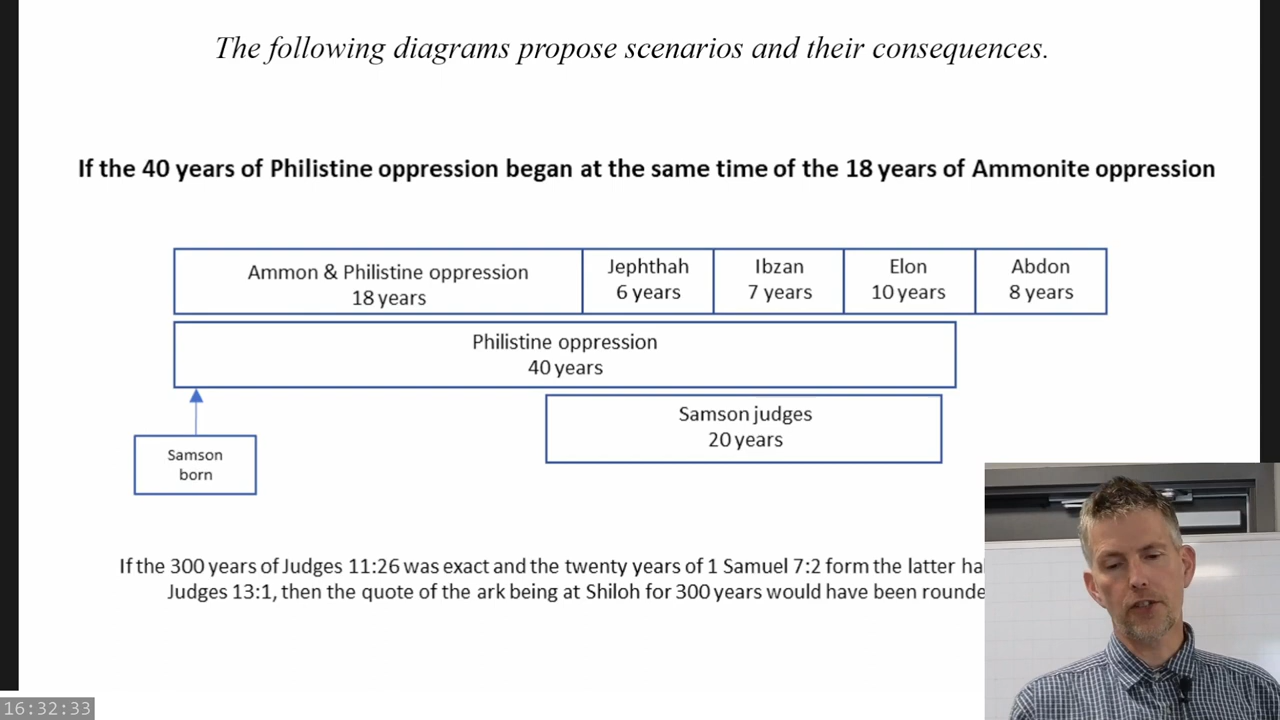 The following diagrams propose scenarios and their consequences.
If the 40 years of Philistine oppression began at the same time of the 18 years of Ammonite oppression
Ammon & Philistine oppression
18 years
Jephthah
6 years
Ibzan
7 years
Elon
10 years
Abdon
8 years
Philistine oppression
40 years
Samson judges
20 years
Samson
born
If the 300 years of Judges 11:26 was exact and the twenty years of 1 Samuel 7:2 form the latter
Judges 13:1, then the quote of the ark being at Shiloh for 300 years would have been
16:32:33